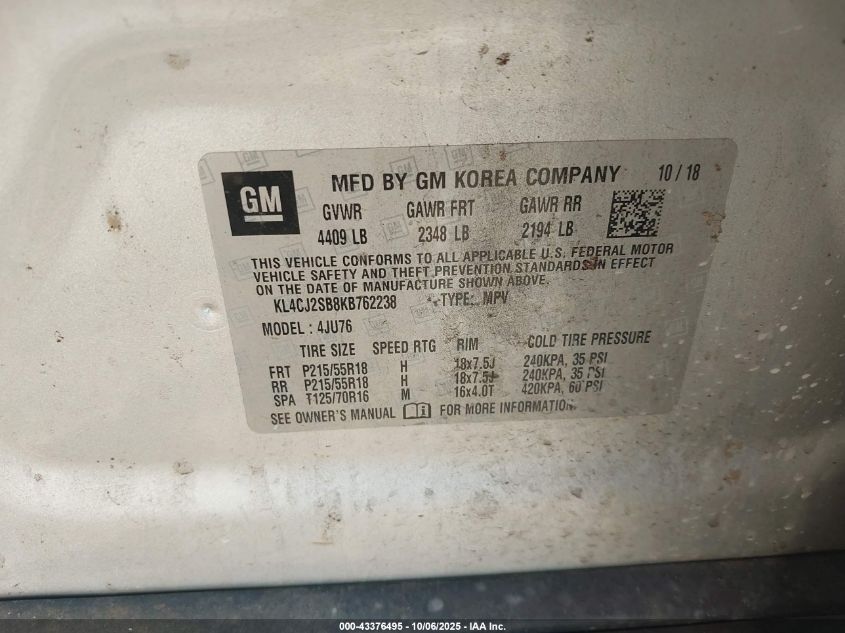 GM
MFD BY GM KOREA COMPANY 10 / 18
GVWR GAWR FRT GAWR RR
4409 LB 2348 LB 2194 LB
THIS VEHICLE CONFORMS TO ALL APPLICABLE U.S. FEDERAL MOTOR
VEHICLE SAFETY AND THEFT PREVENTION STANDARDS IN EFFECT
ON THE DATE OF MANUFACTURE SHOWN ABOVE.
KL4CJ2SB8KB762238 TYPE: MPV
MODEL : 4JU76
TIRE SIZE SPEED RTG RIM COLD TIRE PRESSURE
FRT P215/55R18 H 18x7.5J 240KPA, 35 PSI
RR P215/55R18 H 18x7.5J 240KPA, 35 PSI
SPA T125/70R16 M 16x4.0T 420KPA, 60 PSI
SEE OWNER'S MANUAL FOR MORE INFORMATION.
000-43376495 - 10/06/2025 - IAA Inc.